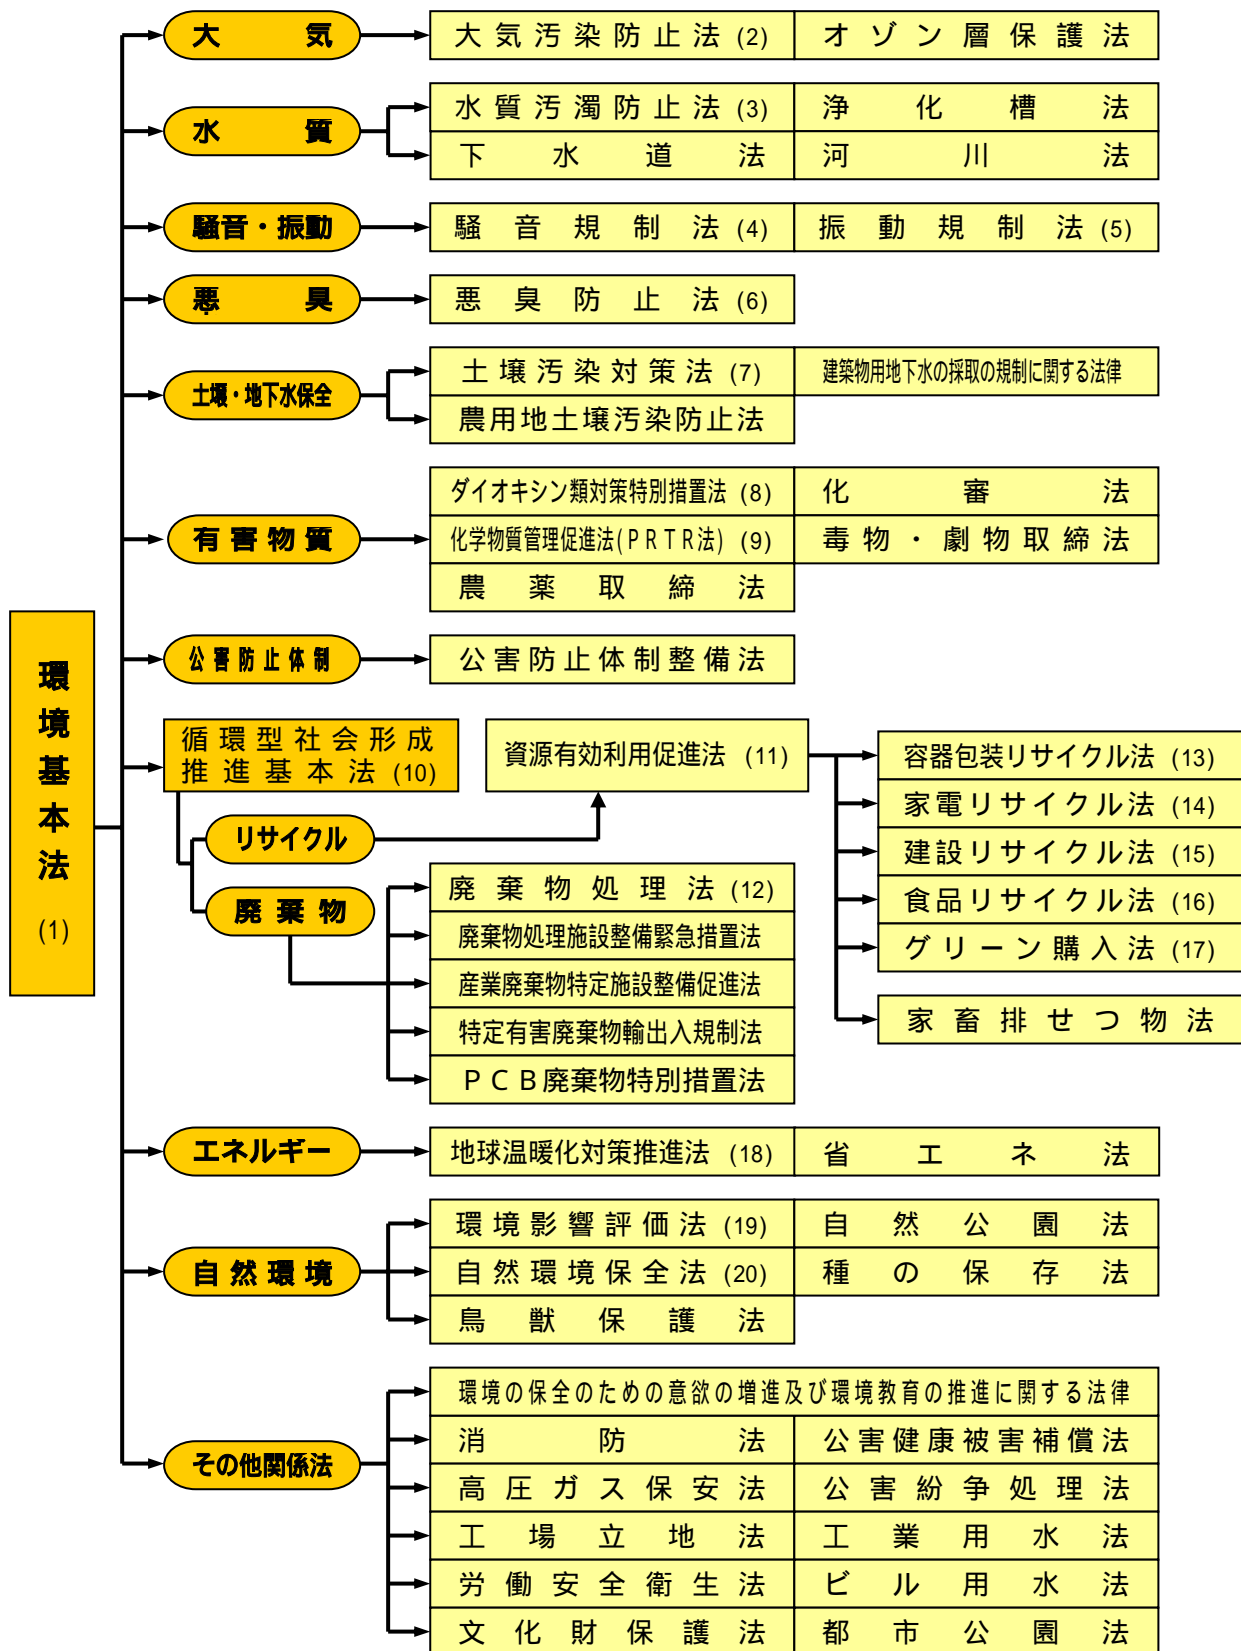 環境基本法
(1)
大気
大気汚染防止法 (2)
オゾン層保護法
水質
水質汚濁防止法 (3)
浄化槽法
下水道法
河川法
騒音・振動
騒音規制法 (4)
振動規制法 (5)
悪臭
悪臭防止法 (6)
土壌・地下水保全
土壌汚染対策法 (7)
建築物用地下水の採取の規制に関する法律
農用地土壌汚染防止法
有害物質
ダイオキシン類対策特別措置法 (8)
化審法
化学物質管理促進法(PRTR法) (9)
毒物・劇物取締法
農薬取締法
公害防止体制
公害防止体制整備法
循環型社会形成
推進基本法 (10)
資源有効利用促進法 (11)
容器包装リサイクル法 (13)
家電リサイクル法 (14)
建設リサイクル法 (15)
食品リサイクル法 (16)
グリーン購入法 (17)
家畜排せつ物法
リサイクル
廃棄物
廃棄物処理法 (12)
廃棄物処理施設整備緊急措置法
産業廃棄物特定施設整備促進法
特定有害廃棄物輸出入規制法
PCB廃棄物特別措置法
エネルギー
地球温暖化対策推進法 (18)
省エネ法
自然環境
環境影響評価法 (19)
自然公園法
自然環境保全法 (20)
種の保存法
鳥獣保護法
その他関係法
環境の保全のための意欲の増進及び環境教育の推進に関する法律
消防法
公害健康被害補償法
高圧ガス保安法
公害紛争処理法
工場立地法
工業用水法
労働安全衛生法
ビル用水法
文化財保護法
都市公園法